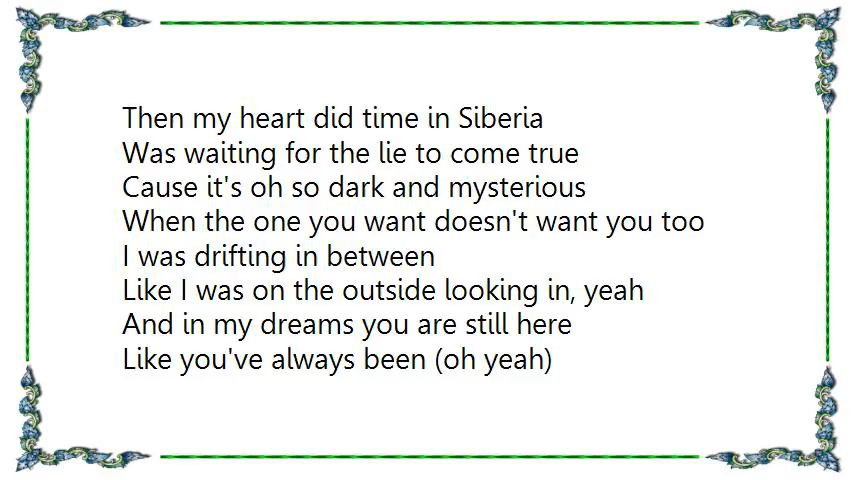 Then my heart did time in Siberia
Was waiting for the lie to come true
Cause it's oh so dark and mysterious
When the one you want doesn't want you too
I was drifting in between
Like I was on the outside looking in, yeah
And in my dreams you are still here
Like you've always been (oh yeah)